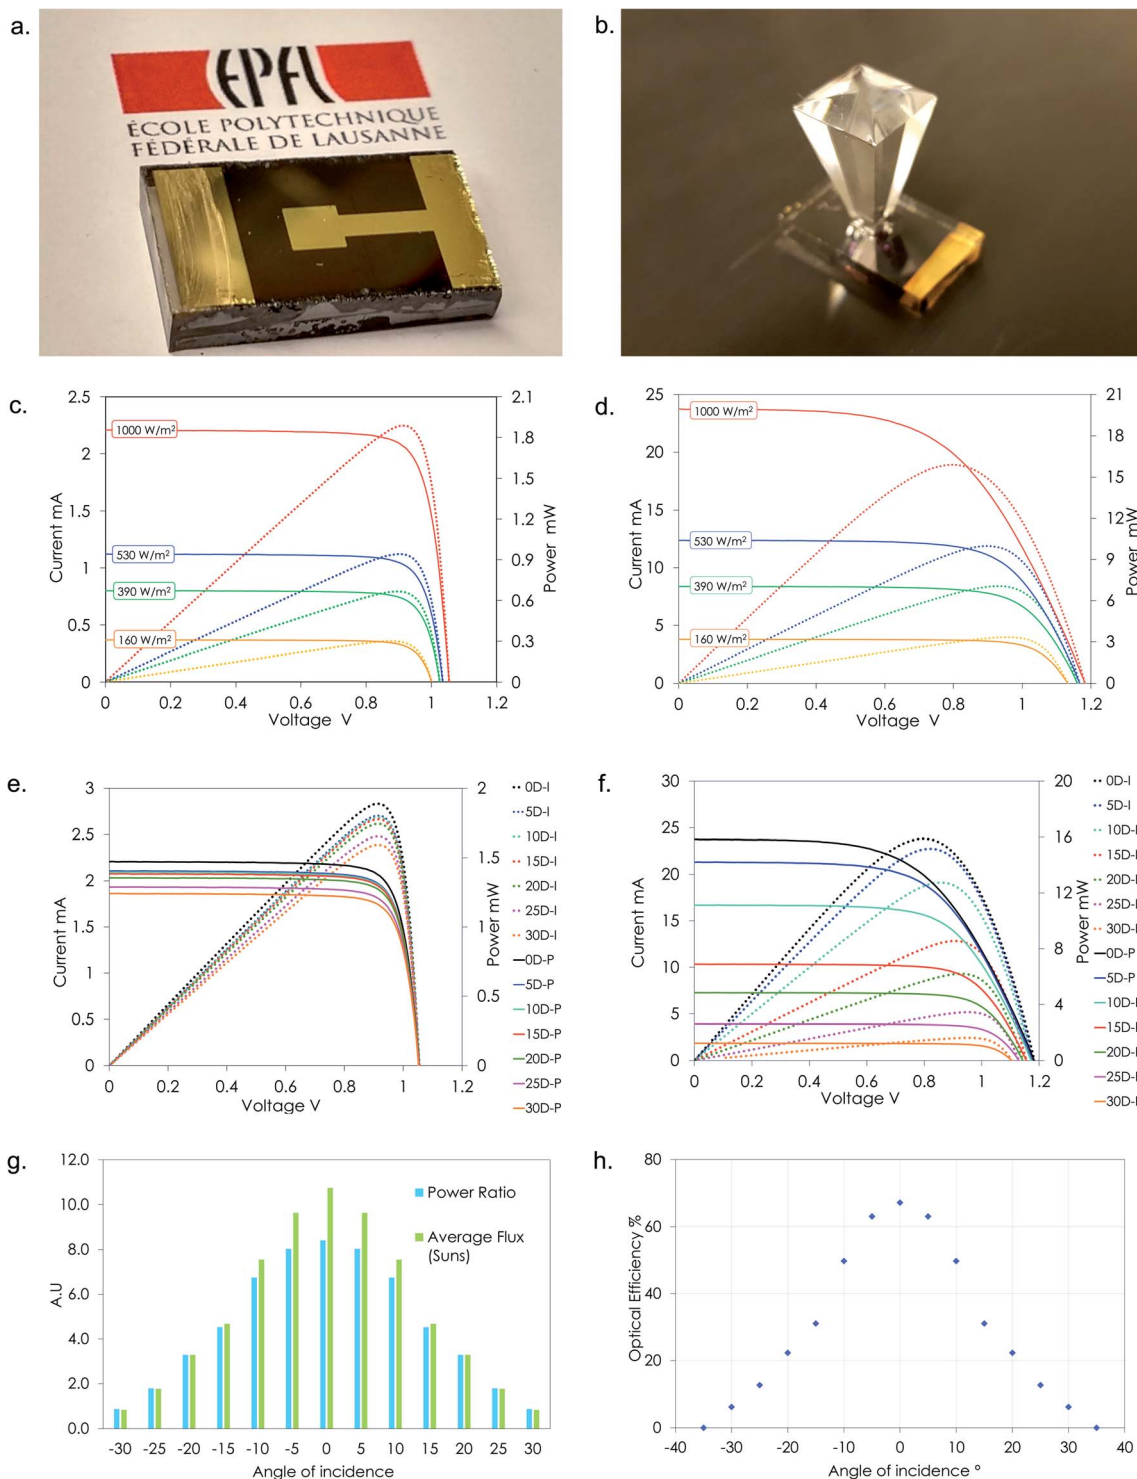 a.
EPFL
ÉCOLE POLYTECHNIQUE
FÉDÉRALE DE LAUSANNE
b.
c.
2.5
2
1.5
1
0.5
0
Current mA
1000 W/m²
530 W/m²
390 W/m²
160 W/m²
2.1
1.8
1.5
1.2
0.9
0.6
0.3
0
Power mW
0 0.2 0.4 0.6 0.8 1 1.2
Voltage V
d.
25
20
15
10
5
0
Current mA
1000 W/m²
530 W/m²
390 W/m²
160 W/m²
21
18
15
12
9
6
3
0
Power mW
0 0.2 0.4 0.6 0.8 1 1.2
Voltage V
e.
3
2.5
2
1.5
1
0.5
0
Current mA
2
1.5
1
0.5
0
Power mW
0 0.2 0.4 0.6 0.8 1 1.2
Voltage V
0D-I
5D-I
10D-I
15D-I
20D-I
25D-I
30D-I
0D-P
5D-P
10D-P
15D-P
20D-P
25D-P
30D-P
f.
30
25
20
15
10
5
0
Current mA
20
16
12
8
4
0
Power mW
0 0.2 0.4 0.6 0.8 1 1.2
Voltage V
0D-I
5D-I
10D-I
15D-I
20D-I
25D-I
30D-I
0D-P
5D-P
g.
12.0
10.0
8.0
6.0
4.0
2.0
0.0
A.U
Power Ratio
Average Flux
(Suns)
-30 -25 -20 -15 -10 -5 0 5 10 15 20 25 30
Angle of incidence
h.
80
60
40
20
0
Optical Efficiency %
-40 -30 -20 -10 0 10 20 30 40
Angle of incidence °